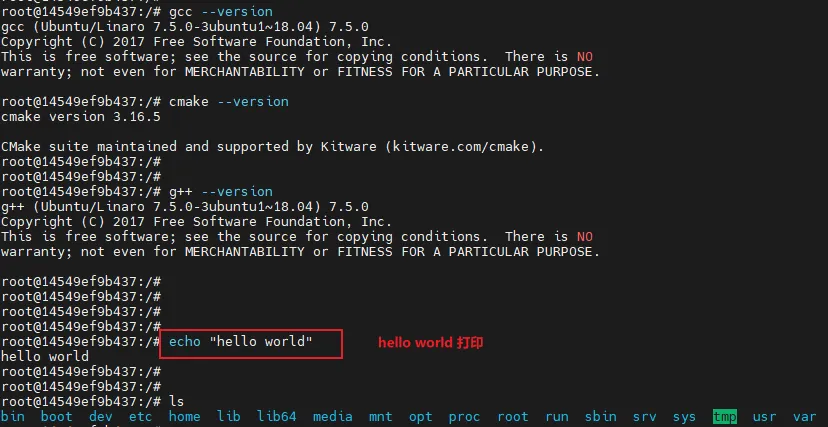 root@14549ef9b437:/# gcc --version
gcc (Ubuntu/Linaro 7.5.0-3ubuntu1~18.04) 7.5.0
Copyright (C) 2017 Free Software Foundation, Inc.
This is free software; see the source for copying conditions.  There is NO
warranty; not even for MERCHANTABILITY or FITNESS FOR A PARTICULAR PURPOSE.
root@14549ef9b437:/# cmake --version
cmake version 3.16.5
CMake suite maintained and supported by Kitware (kitware.com/cmake).
root@14549ef9b437:/#
root@14549ef9b437:/#
root@14549ef9b437:/# g++ --version
g++ (Ubuntu/Linaro 7.5.0-3ubuntu1~18.04) 7.5.0
Copyright (C) 2017 Free Software Foundation, Inc.
This is free software; see the source for copying conditions.  There is NO
warranty; not even for MERCHANTABILITY or FITNESS FOR A PARTICULAR PURPOSE.
root@14549ef9b437:/#
root@14549ef9b437:/#
root@14549ef9b437:/#
root@14549ef9b437:/#
root@14549ef9b437:/# echo "hello world" hello world 打印
hello world
root@14549ef9b437:/#
root@14549ef9b437:/#
root@14549ef9b437:/# ls
bin boot dev etc home lib lib64 media mnt opt proc root run sbin srv sys tmp usr var